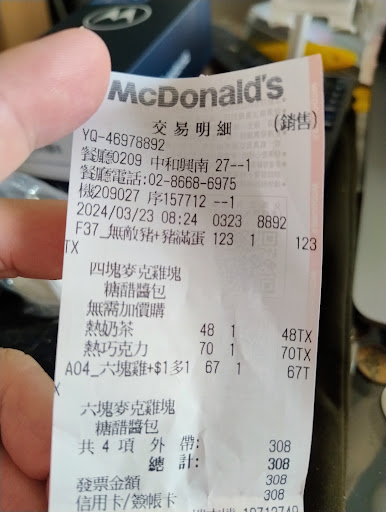 McDonald's
交易明細 (銷售)
YQ-46978892
餐廳0209 中和興南 27--1
餐廳電話:02-8668-6975
機209027 序157712 --1
2024/03/23 08:24 0323 8892
F37_無敵豬+豬滿蛋 123 1 123
TX
四塊麥克雞塊
糖醋醬包
無需加價購
熱奶茶 48 1 48TX
熱巧克力 70 1 70TX
A04_六塊雞+$1多1 67 1 67T
X
六塊麥克雞塊
糖醋醬包
共 4 項 外 帶: 308
總 計: 308
發票金額 308
信用卡/簽帳卡 308